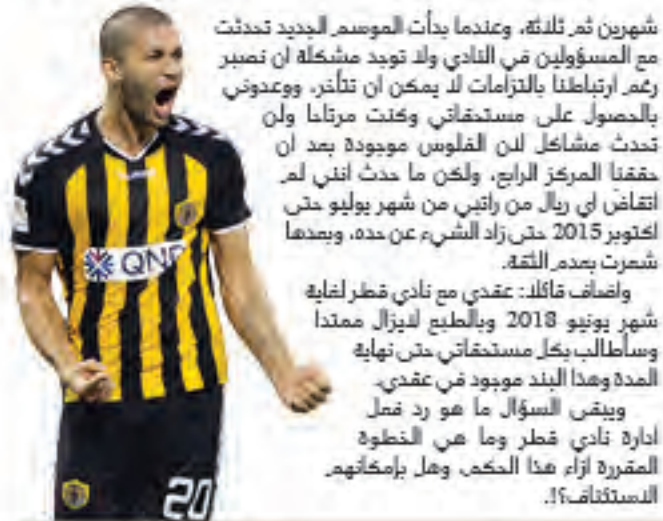 شهرين ثم ثلاثة، وعندما بدأت الموسم الجديد تحدثت
مع المسؤولين في النادي ولا توجد مشكلة ان نصبر
رغم ارتباطنا بالتزامات لا يمكن ان تتأخر، ووعدوني
بالحصول على مستحقاتي وكنت مرتاحا ولن
تحدث مشاكل لان الفلوس موجودة بعد ان
حققنا المركز الرابع، ولكن ما حدث انني لم
اتقاض اي ريال من راتبي من شهر يوليو حتى
اكتوبر 2015 حتى زاد الشيء عن حده، وبعدها
شعرت بعدم الثقة.
واضاف قائلا: عقدي مع نادي قطر لغاية
شهر يونيو 2018 وبالطبع لايزال ممتدا
وسأطالب بكل مستحقاتي حتى نهاية
المدة وهذا البند موجود في عقدي.
ويبقى السؤال ما هو رد فعل
ادارة نادي قطر وما هي الخطوة
المقررة ازاء هذا الحكم، وهل بإمكانهم
الاستئناف؟!.
QNB
20